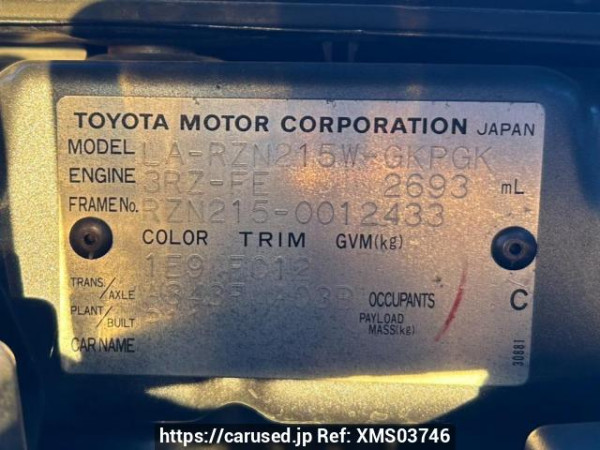 TOYOTA MOTOR CORPORATION JAPAN
MODEL LA-RZN215W-GKPGK
ENGINE 3RZ-FE 2693 mL
FRAME No. RZN215-0012433
COLOR TRIM GVM(kg)
1E9 FC12
TRANS./AXLE A343F OCCUPANTS C
PLANT/BUILT PAYLOAD MASS(kg)
CAR NAME
30881
https://carused.jp Ref: XMS03746